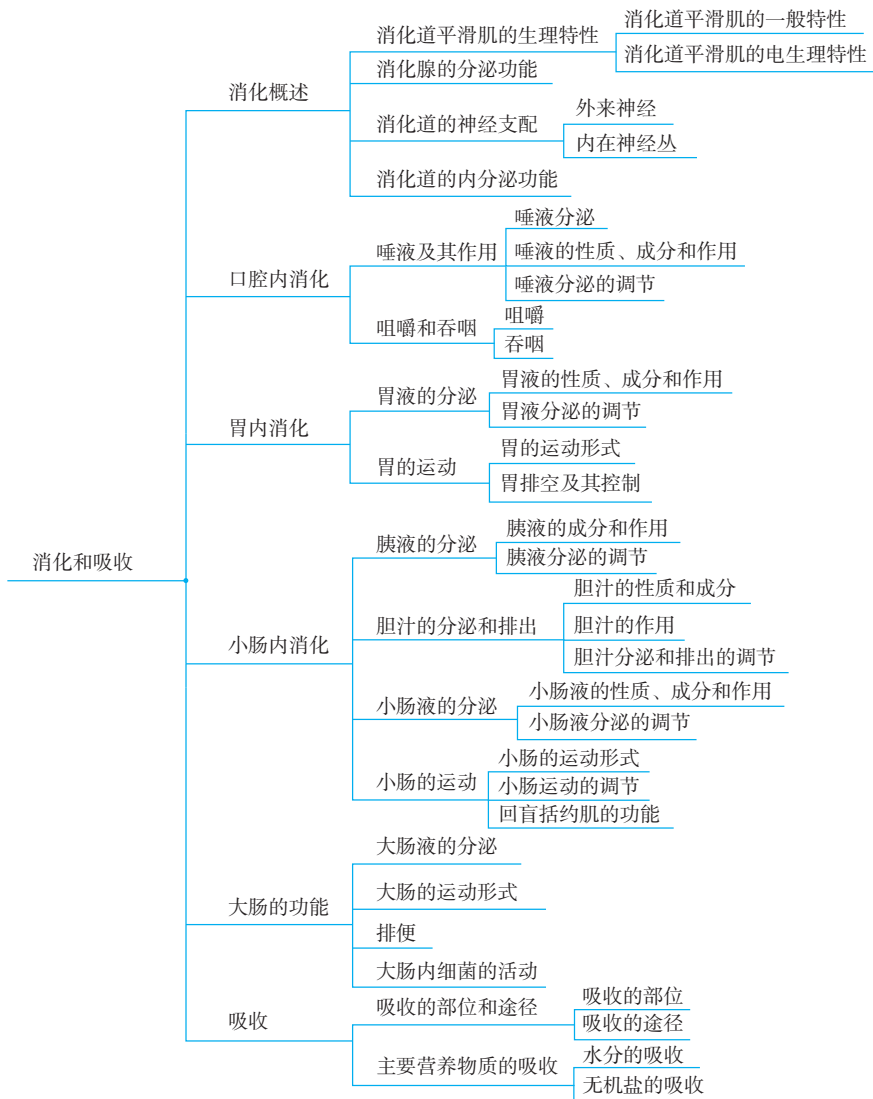 消化和吸收
消化概述
消化道平滑肌的生理特性
消化道平滑肌的一般特性
消化道平滑肌的电生理特性
消化腺的分泌功能
消化道的神经支配
外来神经
内在神经丛
消化道的内分泌功能
口腔内消化
唾液及其作用
唾液分泌
唾液的性质、成分和作用
唾液分泌的调节
咀嚼和吞咽
咀嚼
吞咽
胃内消化
胃液的分泌
胃液的性质、成分和作用
胃液分泌的调节
胃的运动
胃的运动形式
胃排空及其控制
小肠内消化
胰液的分泌
胰液的成分和作用
胰液分泌的调节
胆汁的分泌和排出
胆汁的性质和成分
胆汁的作用
胆汁分泌和排出的调节
小肠液的分泌
小肠液的性质、成分和作用
小肠液分泌的调节
小肠的运动
小肠的运动形式
小肠运动的调节
回盲括约肌的功能
大肠的功能
大肠液的分泌
大肠的运动形式
排便
大肠内细菌的活动
吸收
吸收的部位和途径
吸收的部位
吸收的途径
主要营养物质的吸收
水分的吸收
无机盐的吸收